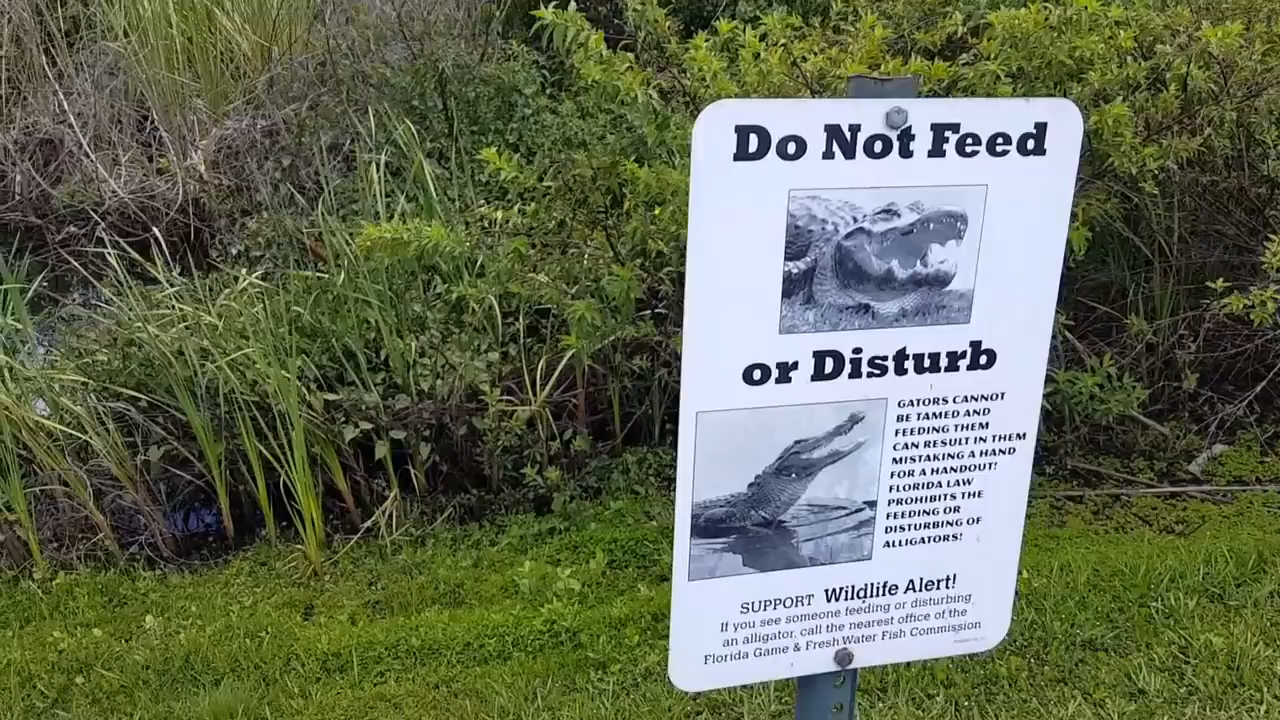 Do Not Feed
or Disturb
GATORS CANNOT
BE TAMED AND
FEEDING THEM
CAN RESULT IN THEM
MISTAKING A HAND
FOR A HANDOUT!
FLORIDA LAW
PROHIBITS THE
FEEDING OR
DISTURBING OF
ALLIGATORS!
SUPPORT Wildlife Alert!
If you see someone feeding or disturbing
an alligator, call the nearest office of the
Florida Game & Fresh Water Fish Commission